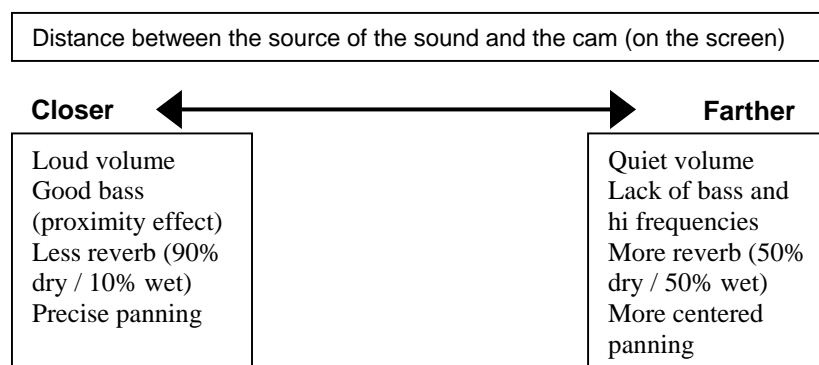 Distance between the source of the sound and the cam (on the screen)
Closer
Farther
Loud volume
Good bass
(proximity effect)
Less reverb (90%
dry / 10% wet)
Precise panning
Quiet volume
Lack of bass and
hi frequencies
More reverb (50%
dry / 50% wet)
More centered
panning